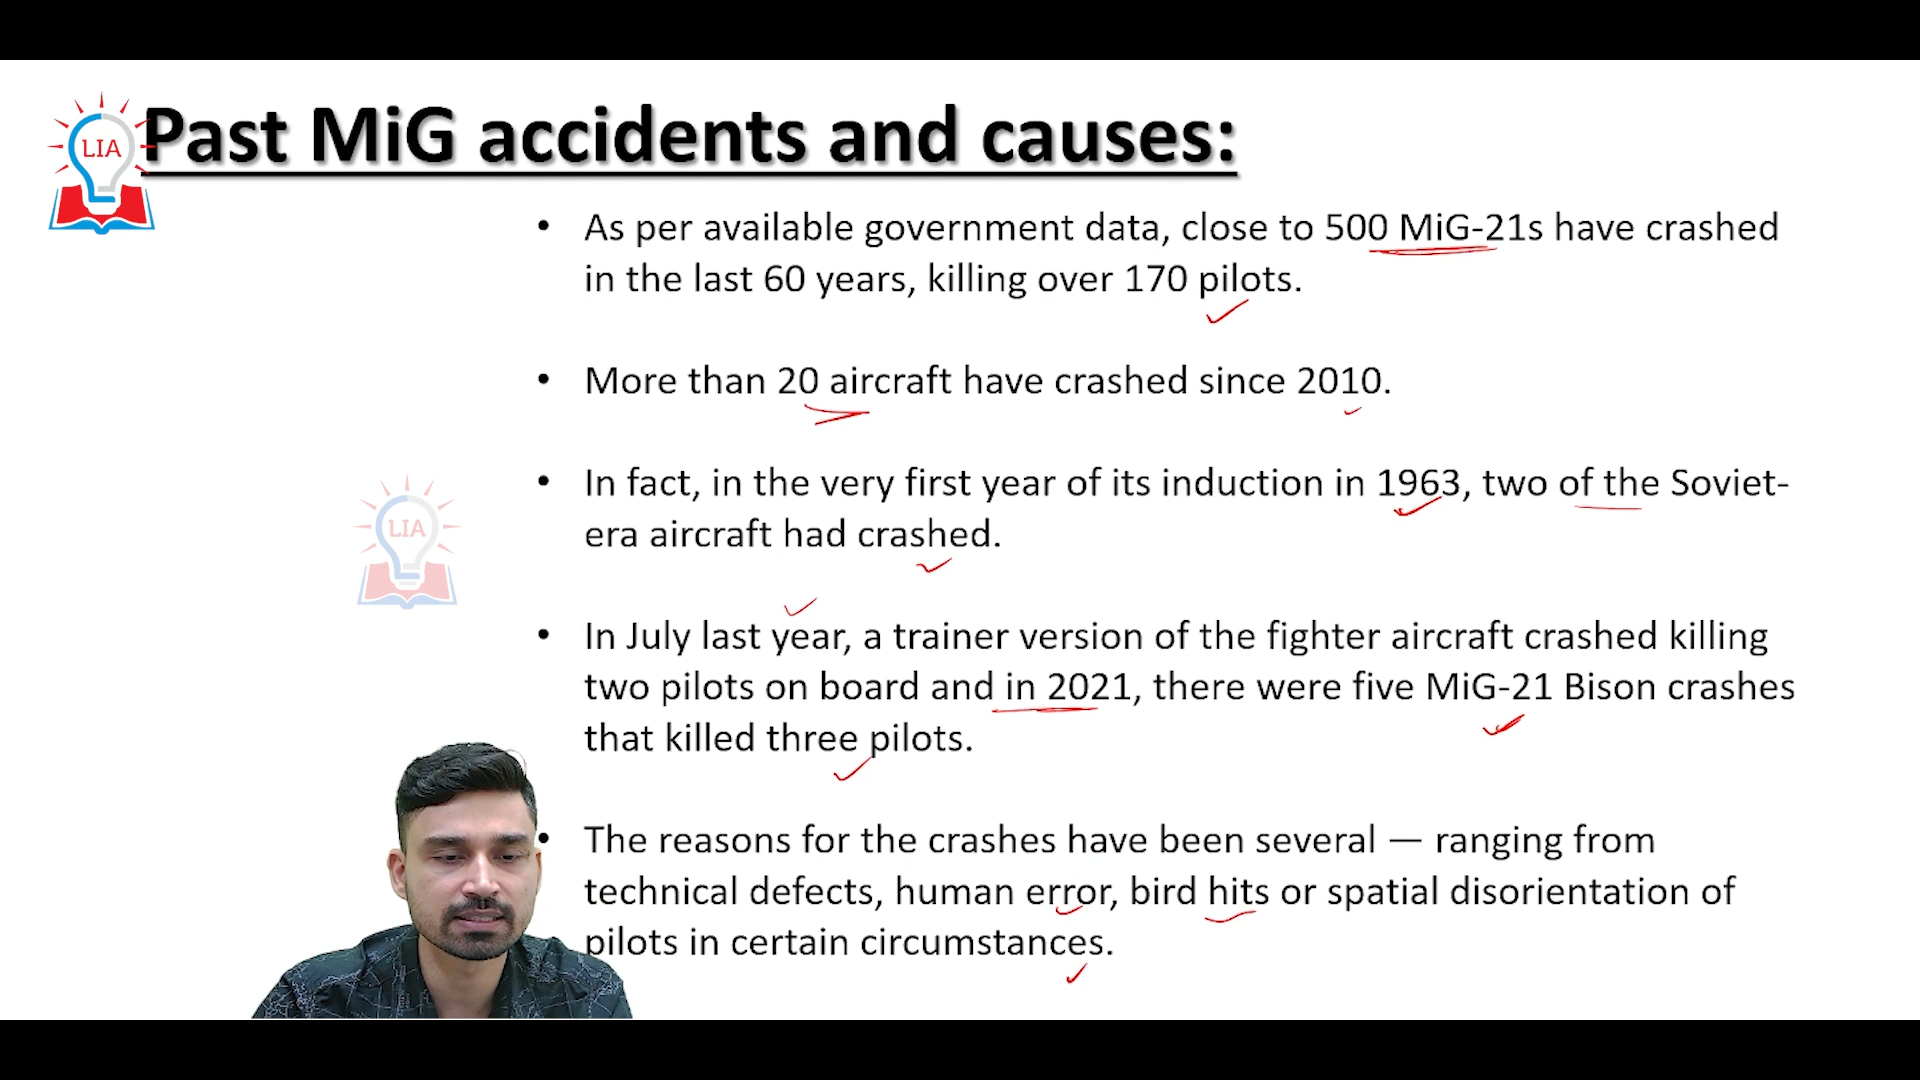 LIA
Past MiG accidents and causes:
• As per available government data, close to 500 MiG-21s have crashed
in the last 60 years, killing over 170 pilots.
• More than 20 aircraft have crashed since 2010.
• In fact, in the very first year of its induction in 1963, two of the Soviet-
era aircraft had crashed.
LIA
• In July last year, a trainer version of the fighter aircraft crashed killing
two pilots on board and in 2021, there were five MiG-21 Bison crashes
that killed three pilots.
• The reasons for the crashes have been several — ranging from
technical defects, human error, bird hits or spatial disorientation of
pilots in certain circumstances.